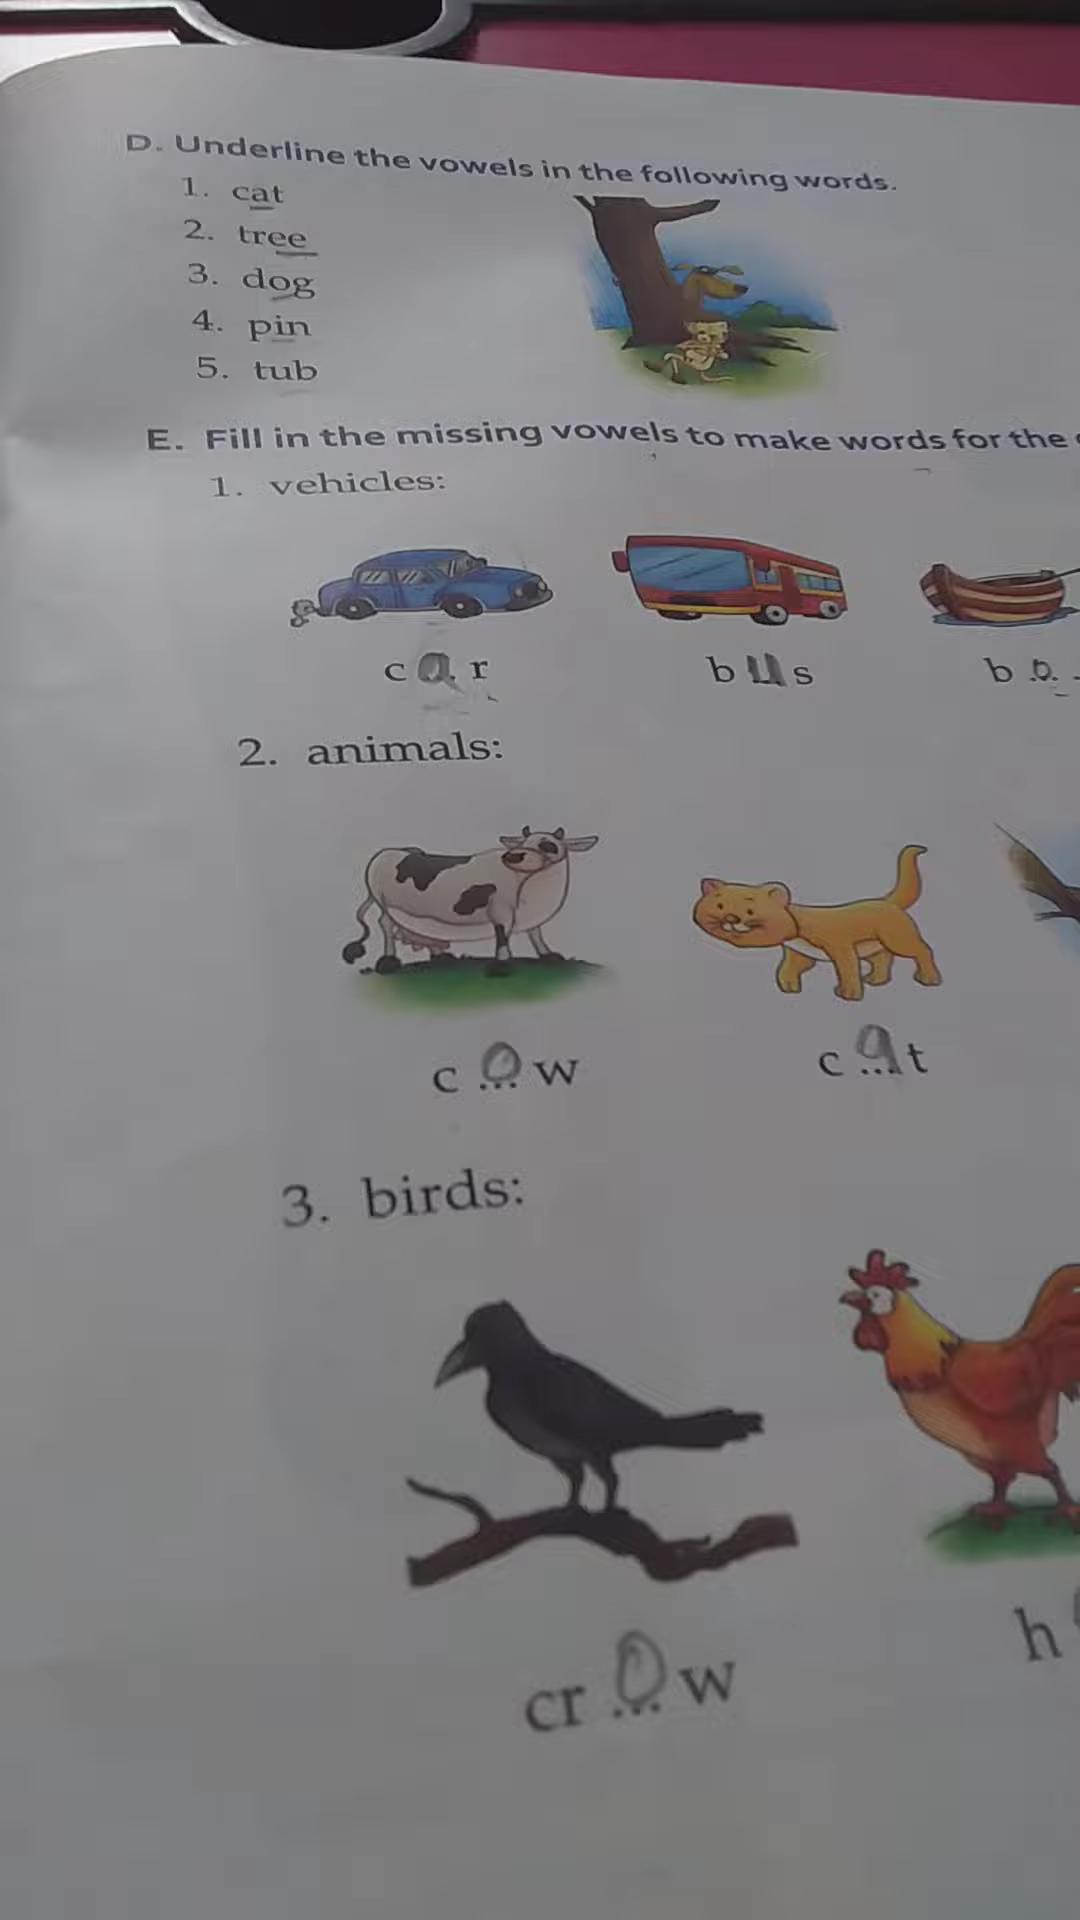 D. Underline the vowels in the following words.
1. cat
2. tree
3. dog
4. pin
5. tub
E. Fill in the missing vowels to make words for the
1. vehicles:
c a r b u s b o
2. animals:
c o w c a t
3. birds:
cr o w h